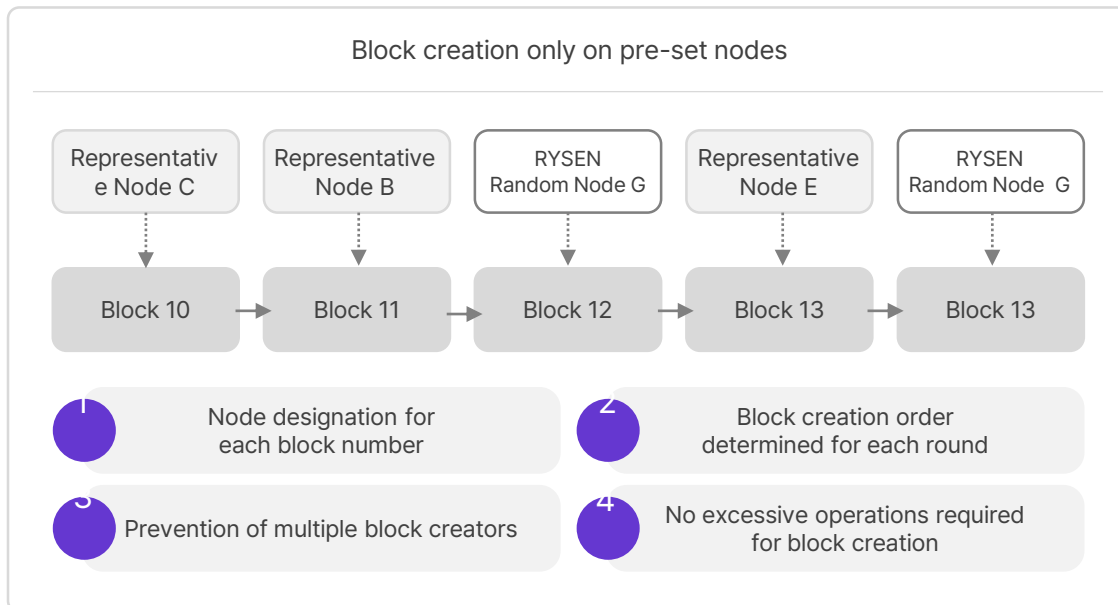 Block creation only on pre-set nodes
Representativ
e Node C
Representative
Node B
RYSEN
Random Node G
Representative
Node E
RYSEN
Random Node  G
Block 10
Block 11
Block 12
Block 13
Block 13
1
Node designation for
each block number
2
Block creation order
determined for each round
3
Prevention of multiple block creators
4
No excessive operations required
for block creation